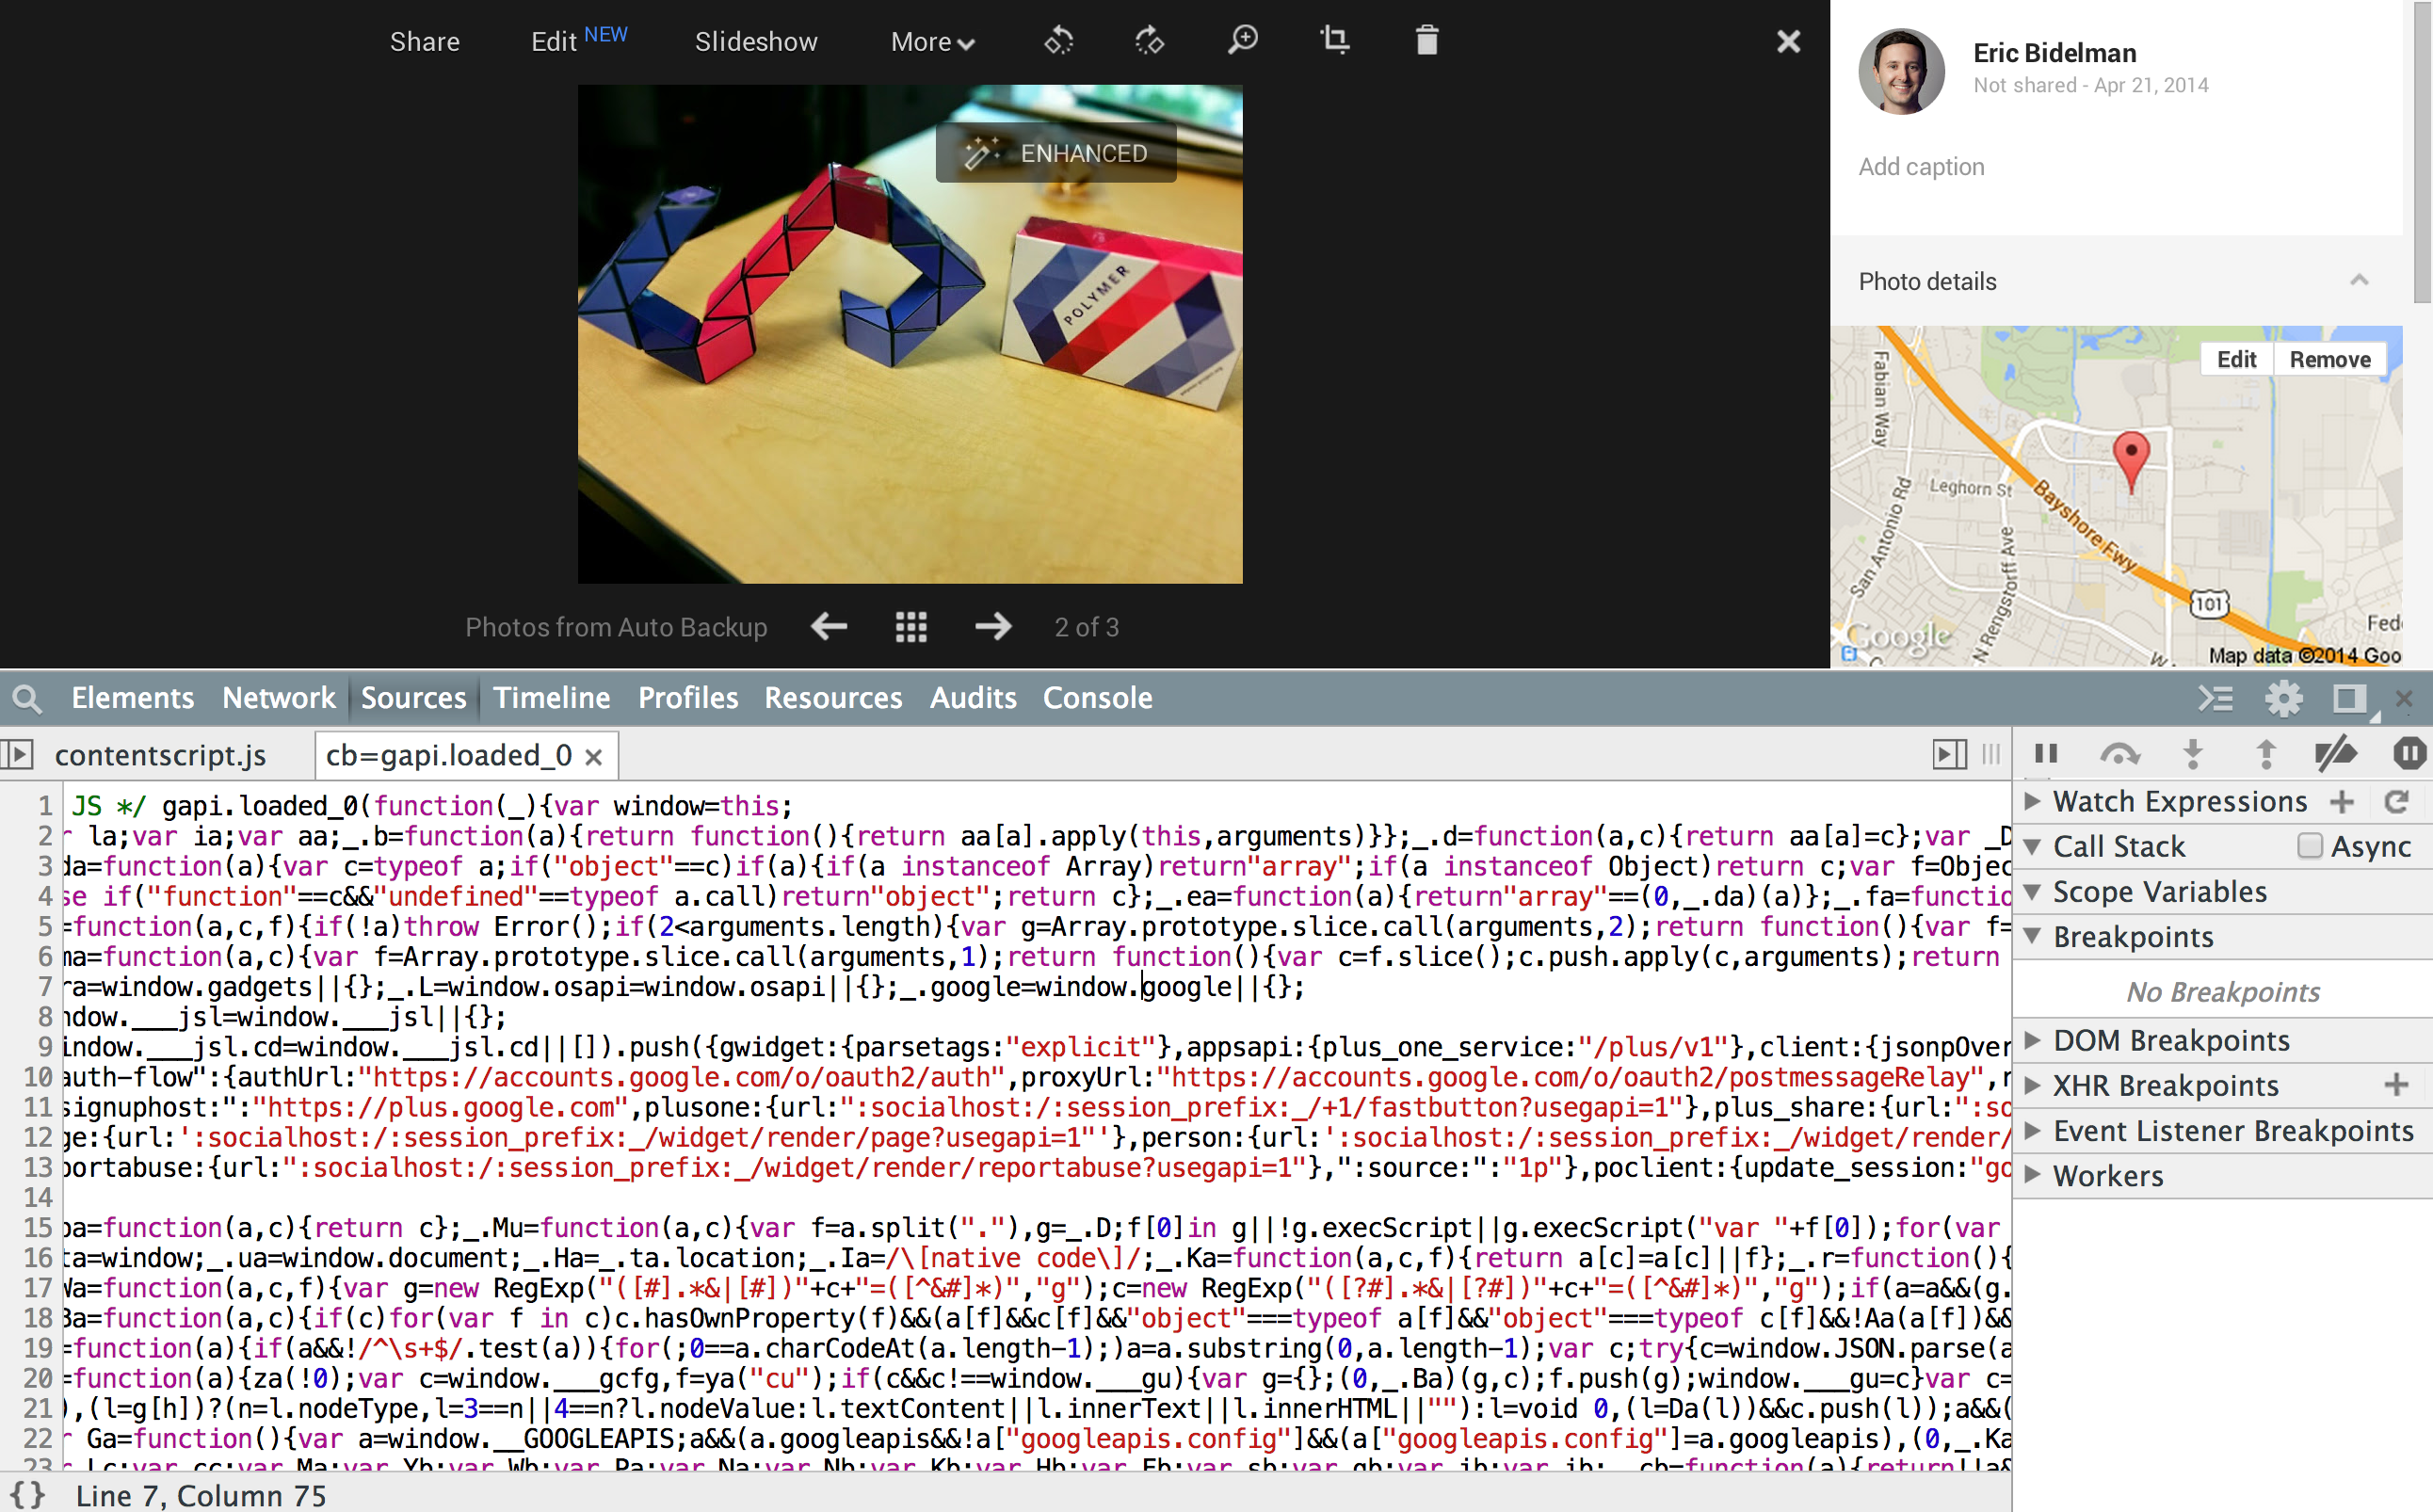 Share
Edit NEW
Slideshow
More
ENHANCED
POLYMER
Photos from Auto Backup
2 of 3
Eric Bidelman
Not shared - Apr 21, 2014
Add caption
Photo details
Edit
Remove
Fabian Way
Leghorn St
San Antonio Rd
N Rengstorff Ave
Bayshore Fwy
101
Google
Map data ©2014 Goo
Elements Network Sources Timeline Profiles Resources Audits Console
contentscript.js
cb=gapi.loaded_0
1 JS */ gapi.loaded_0(function(_){var window=this;
2 r la;var ia;var aa;_.b=function(a){return function(){return aa[a].apply(this,arguments)}};_.d=function(a,c){return aa[a]=c};var _D
3 da=function(a){var c=typeof a;if("object"==c)if(a){if(a instanceof Array)return"array";if(a instanceof Object)return c;var f=Objec
4 se if("function"==c&&"undefined"==typeof a.call)return"object";return c};_.ea=function(a){return"array"==(0,_.da)(a)};_.fa=functio
5 =function(a,c,f){if(!a)throw Error();if(2<arguments.length){var g=Array.prototype.slice.call(arguments,2);return function(){var f=
6 ma=function(a,c){var f=Array.prototype.slice.call(arguments,1);return function(){var c=f.slice();c.push.apply(c,arguments);return
7 ra=window.gadgets||{};_.L=window.osapi=window.osapi||{};_.google=window.google||{};
8 ndow.___jsl=window.___jsl||{};
9 indow.___jsl.cd=window.___jsl.cd||[]).push({gwidget:{parsetags:"explicit"},appsapi:{plus_one_service:"/plus/v1"},client:{jsonpOver
10 auth-flow":{authUrl:"https://accounts.google.com/o/oauth2/auth",proxyUrl:"https://accounts.google.com/o/oauth2/postmessageRelay",r
11 signuphost:":"https://plus.google.com",plusone:{url:":socialhost:/:session_prefix:_/+1/fastbutton?usegapi=1"},plus_share:{url:":so
12 ge:{url:':socialhost:/:session_prefix:_/widget/render/page?usegapi=1"'},person:{url:':socialhost:/:session_prefix:_/widget/render/
13 portabuse:{url:":socialhost:/:session_prefix:_/widget/render/reportabuse?usegapi=1"},":source:":"1p"},poclient:{update_session:"go
14
15 pa=function(a,c){return c};_.Mu=function(a,c){var f=a.split("."),g=_.D;f[0]in g||!g.execScript||g.execScript("var "+f[0]);for(var
16 ta=window;_.ua=window.document;_.Ha=_.ta.location;_.Ia=/\[native code\]/;_.Ka=function(a,c,f){return a[c]=a[c]||f};_.r=function(){
17 Wa=function(a,c,f){var g=new RegExp("([#].*&|[#])"+c+"=([^&#]*)","g");c=new RegExp("([?#].*&|[?#])"+c+"=([^&#]*)","g");if(a=a&&(g.
18 Ba=function(a,c){if(c)for(var f in c)c.hasOwnProperty(f)&&(a[f]&&c[f]&&"object"===typeof a[f]&&"object"===typeof c[f]&&!Aa(a[f])&&
19 =function(a){if(a&&!/^\s+$/.test(a)){for(;0==a.charCodeAt(a.length-1);)a=a.substring(0,a.length-1);var c;try{c=window.JSON.parse(a
20 =function(a){za(!0);var c=window.___gcfg,f=ya("cu");if(c&&c!==window.___gu){var g={};(0,_.Ba)(g,c);f.push(g);window.___gu=c}var c=
21 ),(l=g[h])?(n=l.nodeType,l=3==n||4==n?l.nodeValue:l.textContent||l.innerText||l.innerHTML||""):l=void 0,(l=Da(l))&&c.push(l));a&&(
22 r Ga=function(){var a=window.__GOOGLEAPIS;a&&(a.googleapis&&!a["googleapis.config"]&&(a["googleapis.config"]=a.googleapis),(0,_.Ka
23
Watch Expressions
Call Stack
Async
Scope Variables
Breakpoints
No Breakpoints
DOM Breakpoints
XHR Breakpoints
Event Listener Breakpoints
Workers
{} Line 7, Column 75